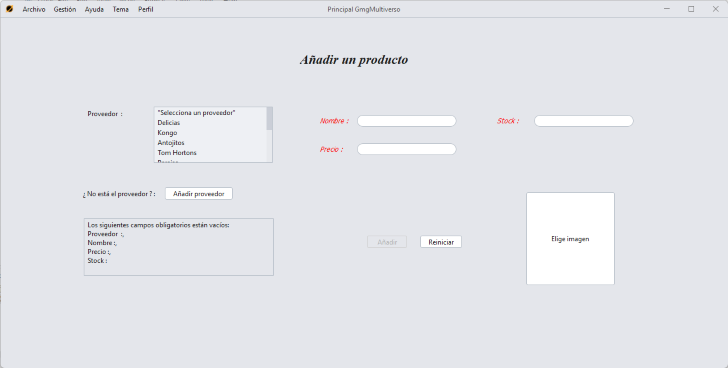 Principal GmgMultiverso
Archivo Gestión Ayuda Tema Perfil
Añadir un producto
Proveedor :
"Selecciona un proveedor"
Delicias
Kongo
Antojitos
Tom Hortons
Nombre :
Stock :
Precio :
¿ No está el proveedor ? :
Añadir proveedor
Los siguientes campos obligatorios están vacíos:
Proveedor :,
Nombre :,
Precio :,
Stock :
Añadir
Reiniciar
Elige imagen